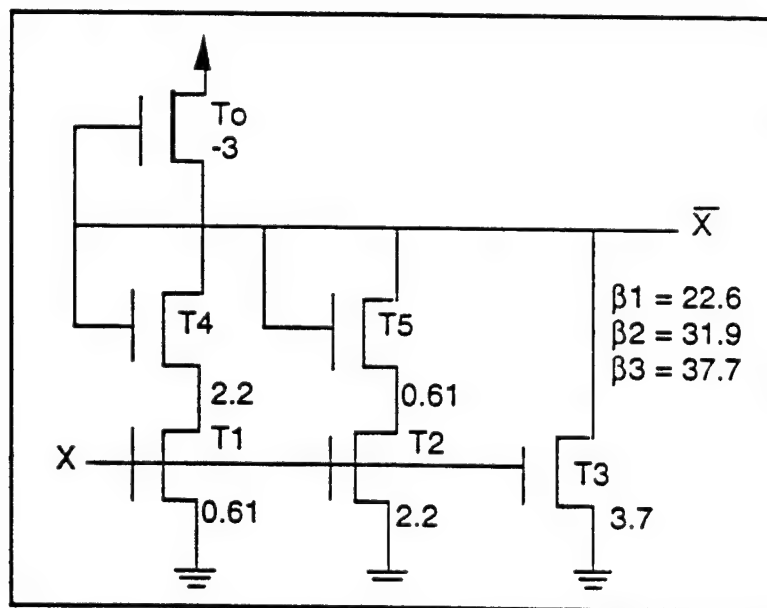 To
-3
X̅
T4
T5
β1 = 22.6
β2 = 31.9
β3 = 37.7
2.2
0.61
X
T1
T2
T3
0.61
2.2
3.7